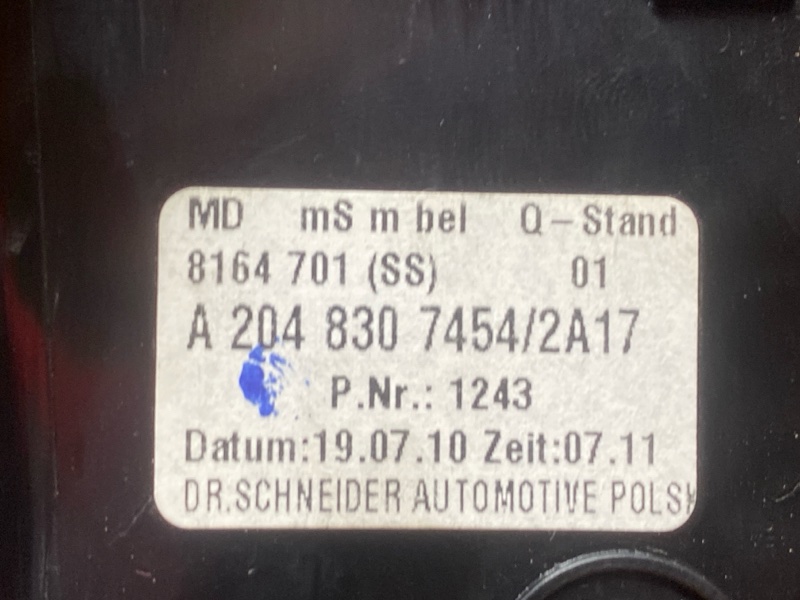 MD mS m bel Q-Stand
8164 701 (SS) 01
A 204 830 7454/2A17
P.Nr.: 1243
Datum:19.07.10 Zeit:07.11
DR.SCHNEIDER AUTOMOTIVE POLSK